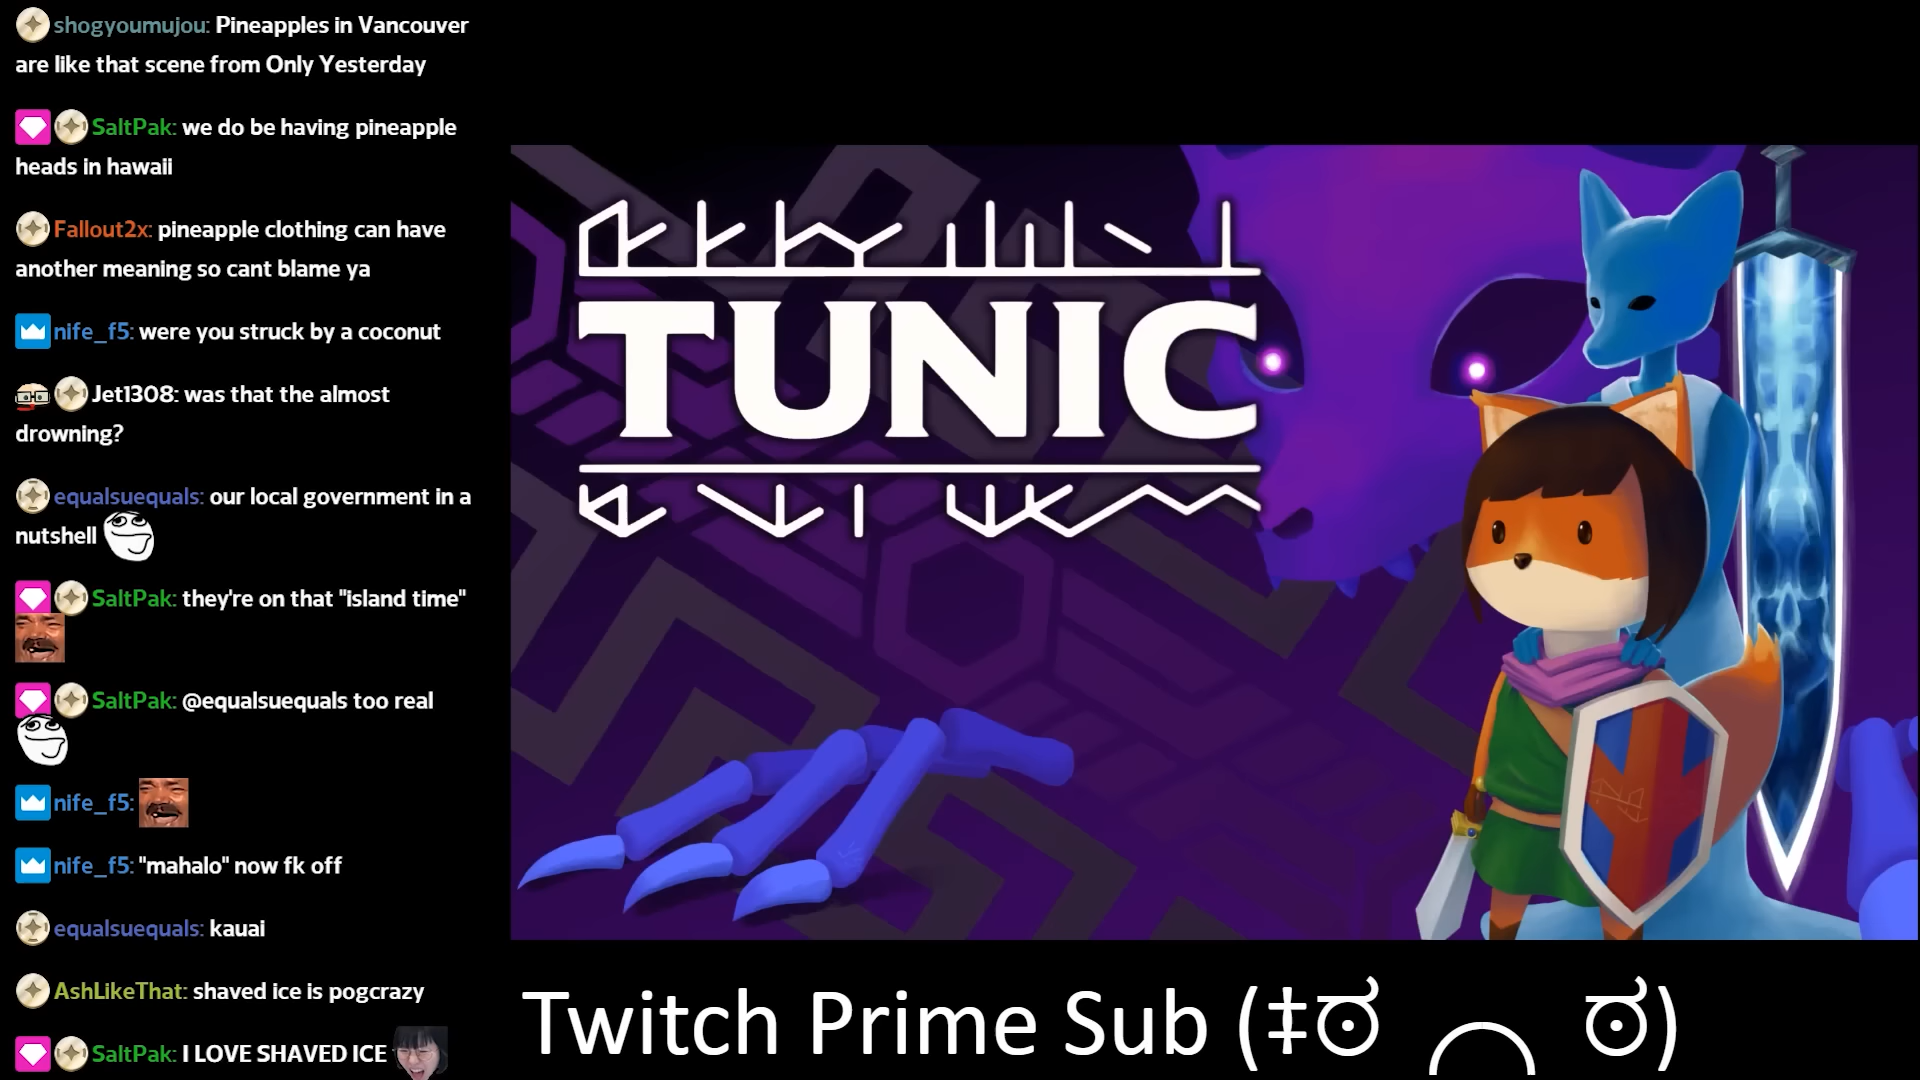 shogyoumujou: Pineapples in Vancouver
are like that scene from Only Yesterday
SaltPak: we do be having pineapple
heads in hawaii
Fallout2x: pineapple clothing can have
another meaning so cant blame ya
nife_f5: were you struck by a coconut
Jet1308: was that the almost
drowning?
equalsuequals: our local government in a
nutshell
SaltPak: they're on that "island time"
SaltPak: @equalsuequals too real
nife_f5:
nife_f5: "mahalo" now fk off
equalsuequals: kauai
AshLikeThat: shaved ice is pogcrazy
SaltPak: I LOVE SHAVED ICE
TUNIC
Twitch Prime Sub (‡ಠ ⁔ ಠ)